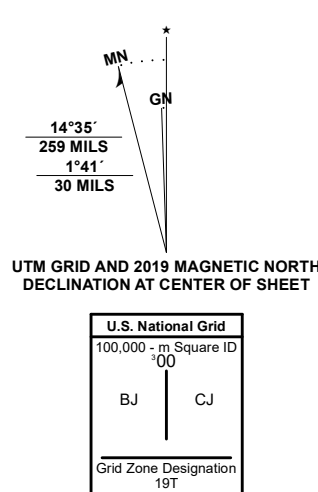 ★
MN
GN
14°35´
259 MILS
1°41´
30 MILS
UTM GRID AND 2019 MAGNETIC NORTH
DECLINATION AT CENTER OF SHEET
U.S. National Grid
100,000 - m Square ID
³00
BJ CJ
Grid Zone Designation
19T